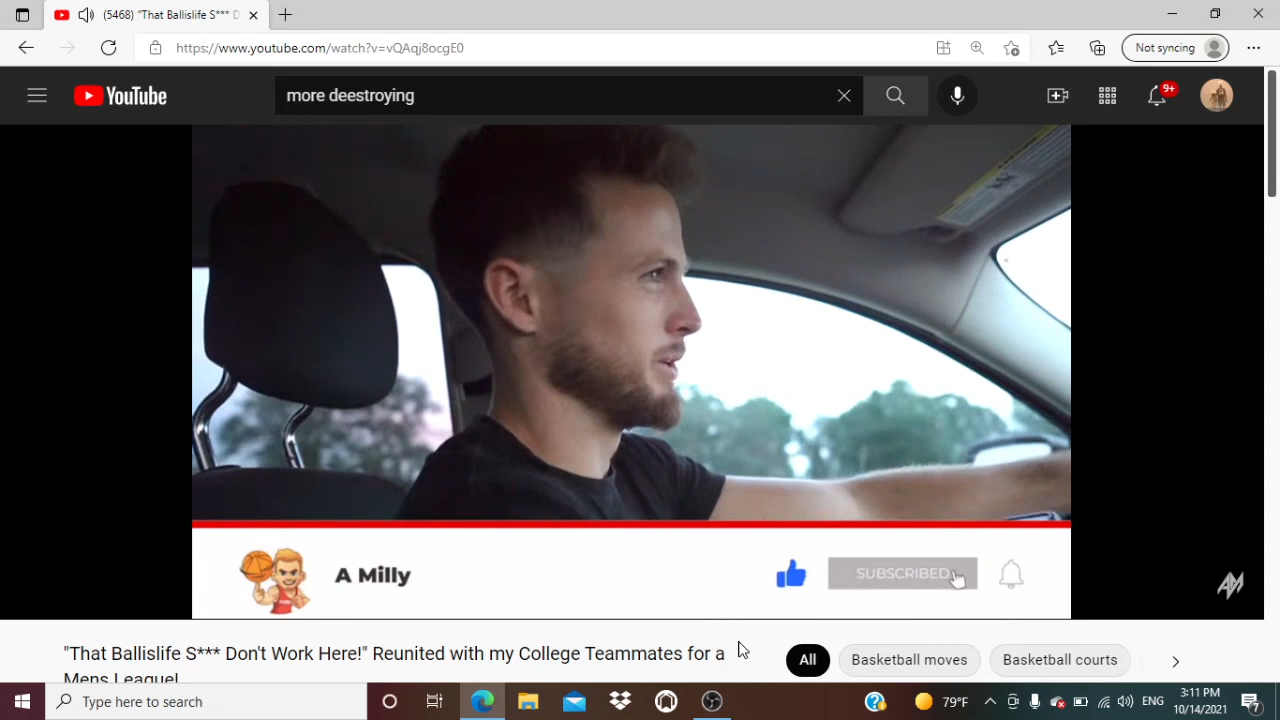 (5468) "That Ballislife S*** D
https://www.youtube.com/watch?v=vQAqj8ocgE0
Not syncing
YouTube
more deestroying
9+
A Milly
SUBSCRIBED
AM
"That Ballislife S*** Don't Work Here!" Reunited with my College Teammates for a
Mens League!
All
Basketball moves
Basketball courts
Type here to search
79°F
ENG
3:11 PM
10/14/2021
7